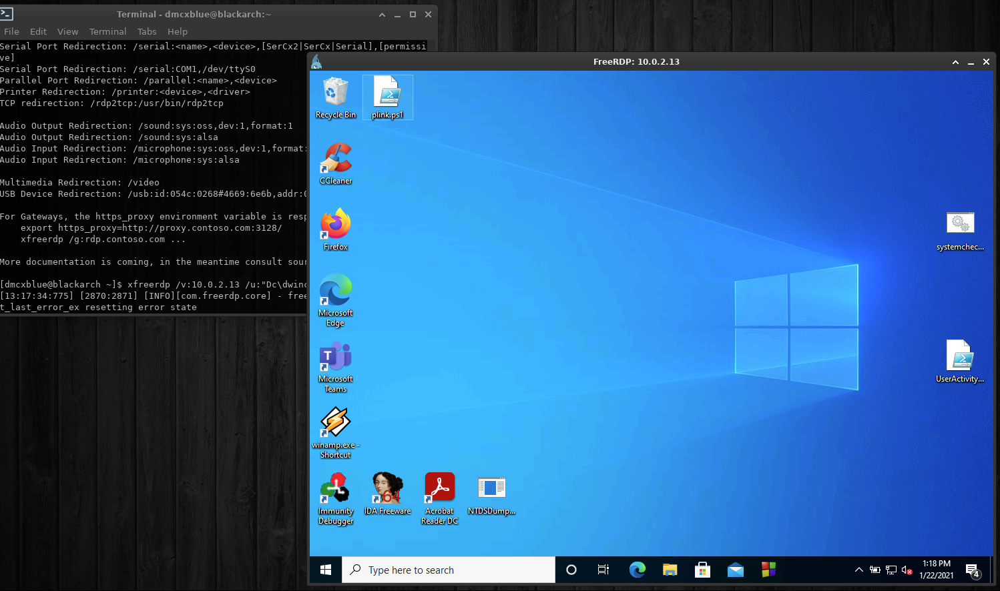 Terminal - dmcxblue@blackarch:~
File Edit View Terminal Tabs Help
Serial Port Redirection: /serial:<name>,<device>,[SerCx2|SerCx|Serial],[permissi
ve]
Serial Port Redirection: /serial:COM1,/dev/ttyS0
Parallel Port Redirection: /parallel:<name>,<device>
Printer Redirection: /printer:<device>,<driver>
TCP redirection: /rdp2tcp:/usr/bin/rdp2tcp
Audio Output Redirection: /sound:sys:oss,dev:1,format:1
Audio Output Redirection: /sound:sys:alsa
Audio Input Redirection: /microphone:sys:oss,dev:1,format:
Audio Input Redirection: /microphone:sys:alsa
Multimedia Redirection: /video
USB Device Redirection: /usb:id:054c:0268#4669:6e6b,addr:0
For Gateways, the https_proxy environment variable is resp
export https_proxy=http://proxy.contoso.com:3128/
xfreerdp /g:rdp.contoso.com ...
More documentation is coming, in the meantime consult sour
[dmcxblue@blackarch ~]$ xfreerdp /v:10.0.2.13 /u:"Dc\dwinc
[13:17:34:775] [2870:2871] [INFO][com.freerdp.core] - free
t_last_error_ex resetting error state
FreeRDP: 10.0.2.13
Recycle Bin
plink.ps1
CCleaner
Firefox
Microsoft
Edge
Microsoft
Teams
winamp.exe -
Shortcut
Immunity
Debugger
64
IDA Freeware
Acrobat
Reader DC
NTDSDump...
systemchec...
UserActivity...
Type here to search
1:18 PM
1/22/2021
4